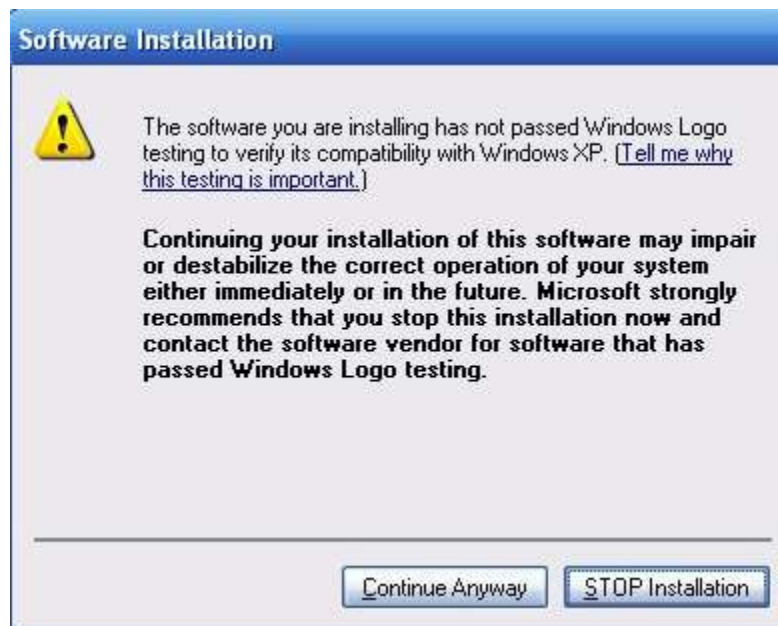 Software Installation
The software you are installing has not passed Windows Logo
testing to verify its compatibility with Windows XP. (Tell me why
this testing is important.)
Continuing your installation of this software may impair
or destabilize the correct operation of your system
either immediately or in the future. Microsoft strongly
recommends that you stop this installation now and
contact the software vendor for software that has
passed Windows Logo testing.
Continue Anyway
STOP Installation